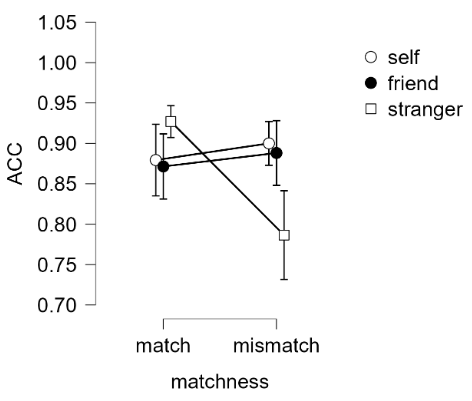 1.05
1.00
0.95
0.90
0.85
0.80
0.75
0.70
ACC
self
friend
stranger
match mismatch
matchness